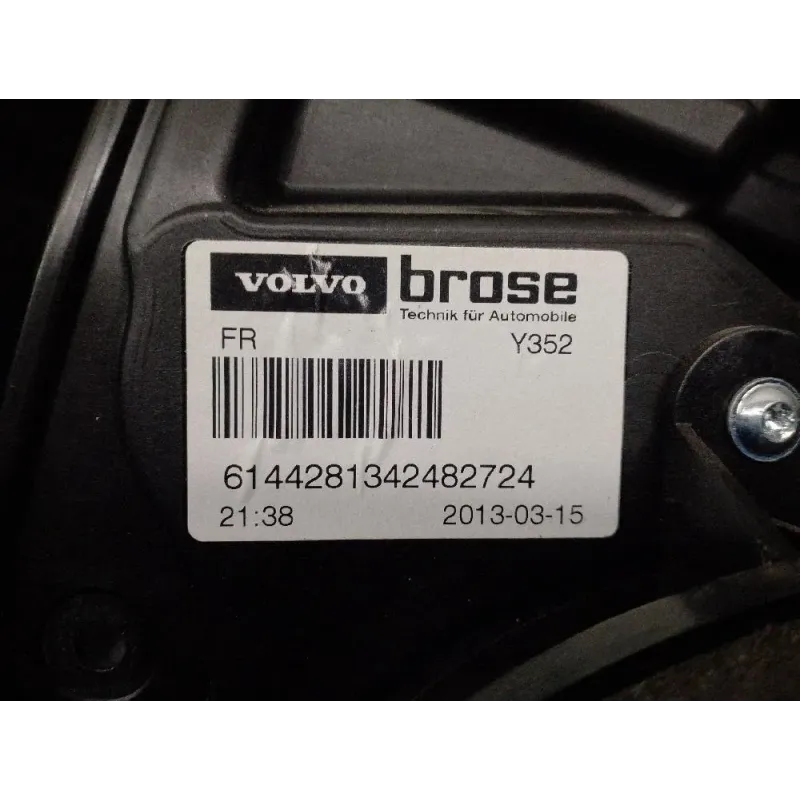 VOLVO brose
Technik für Automobile
FR Y352
6144281342482724
21:38 2013-03-15